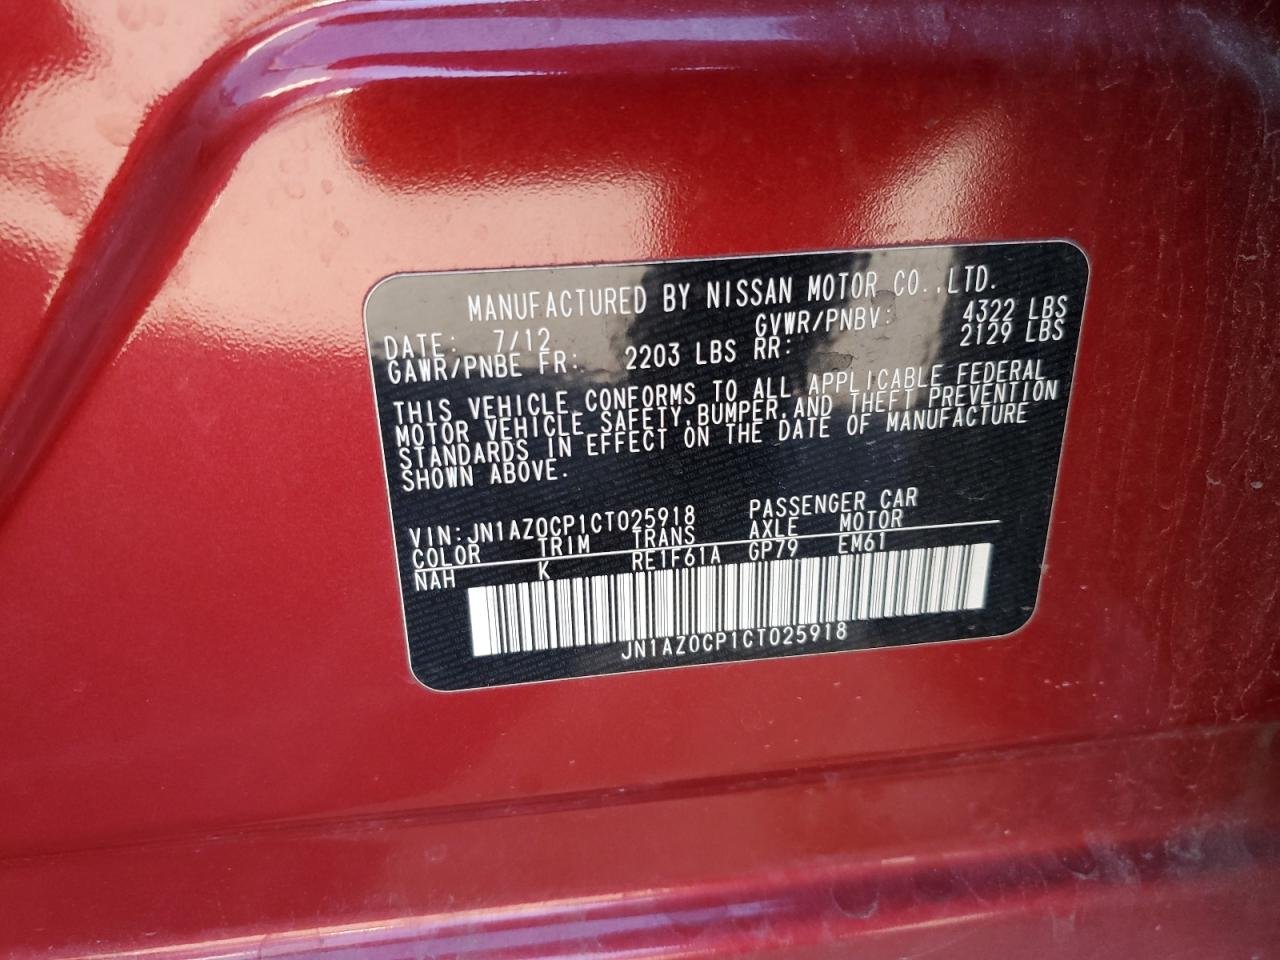 MANUFACTURED BY NISSAN MOTOR CO.,LTD.
DATE: 7/12 GVWR/PNBV: 4322 LBS
GAWR/PNBE FR: 2203 LBS RR: 2129 LBS
THIS VEHICLE CONFORMS TO ALL APPLICABLE FEDERAL
MOTOR VEHICLE SAFETY,BUMPER,AND THEFT PREVENTION
STANDARDS IN EFFECT ON THE DATE OF MANUFACTURE
SHOWN ABOVE.
VIN:JN1AZ0CP1CT025918 PASSENGER CAR
COLOR TRIM TRANS AXLE MOTOR
NAH K RE1F61A GP79 EM61
JN1AZ0CP1CT025918